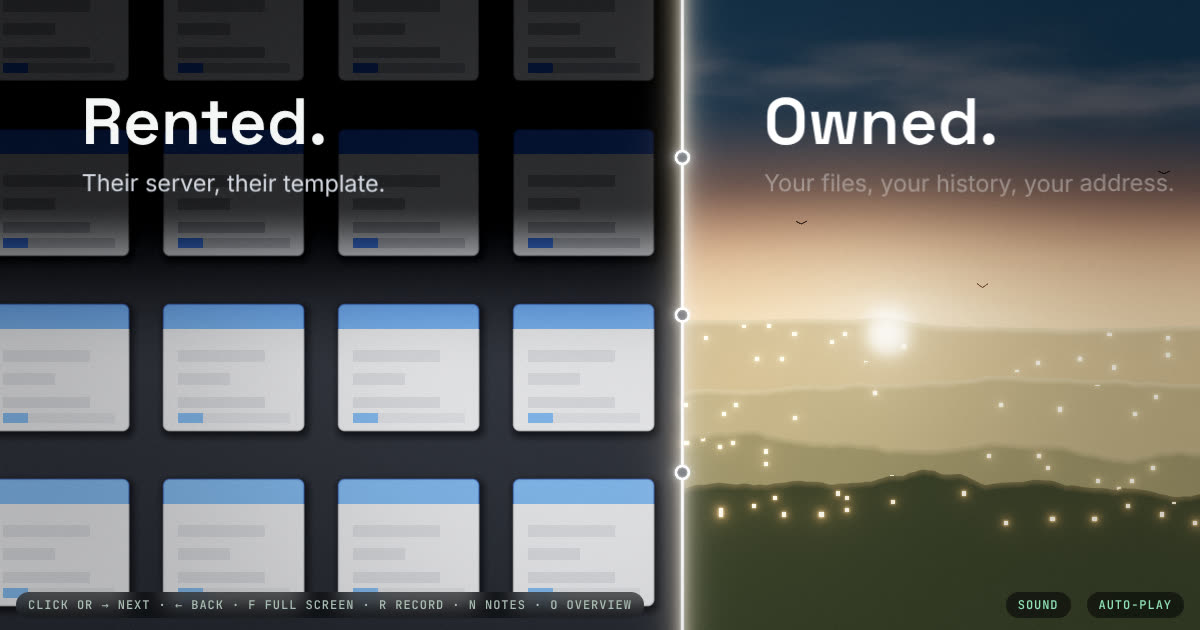 Rented.
Their server, their template.
Owned.
Your files, your history, your address.
CLICK OR → NEXT · ← BACK · F FULL SCREEN · R RECORD · N NOTES · O OVERVIEW
SOUND
AUTO-PLAY